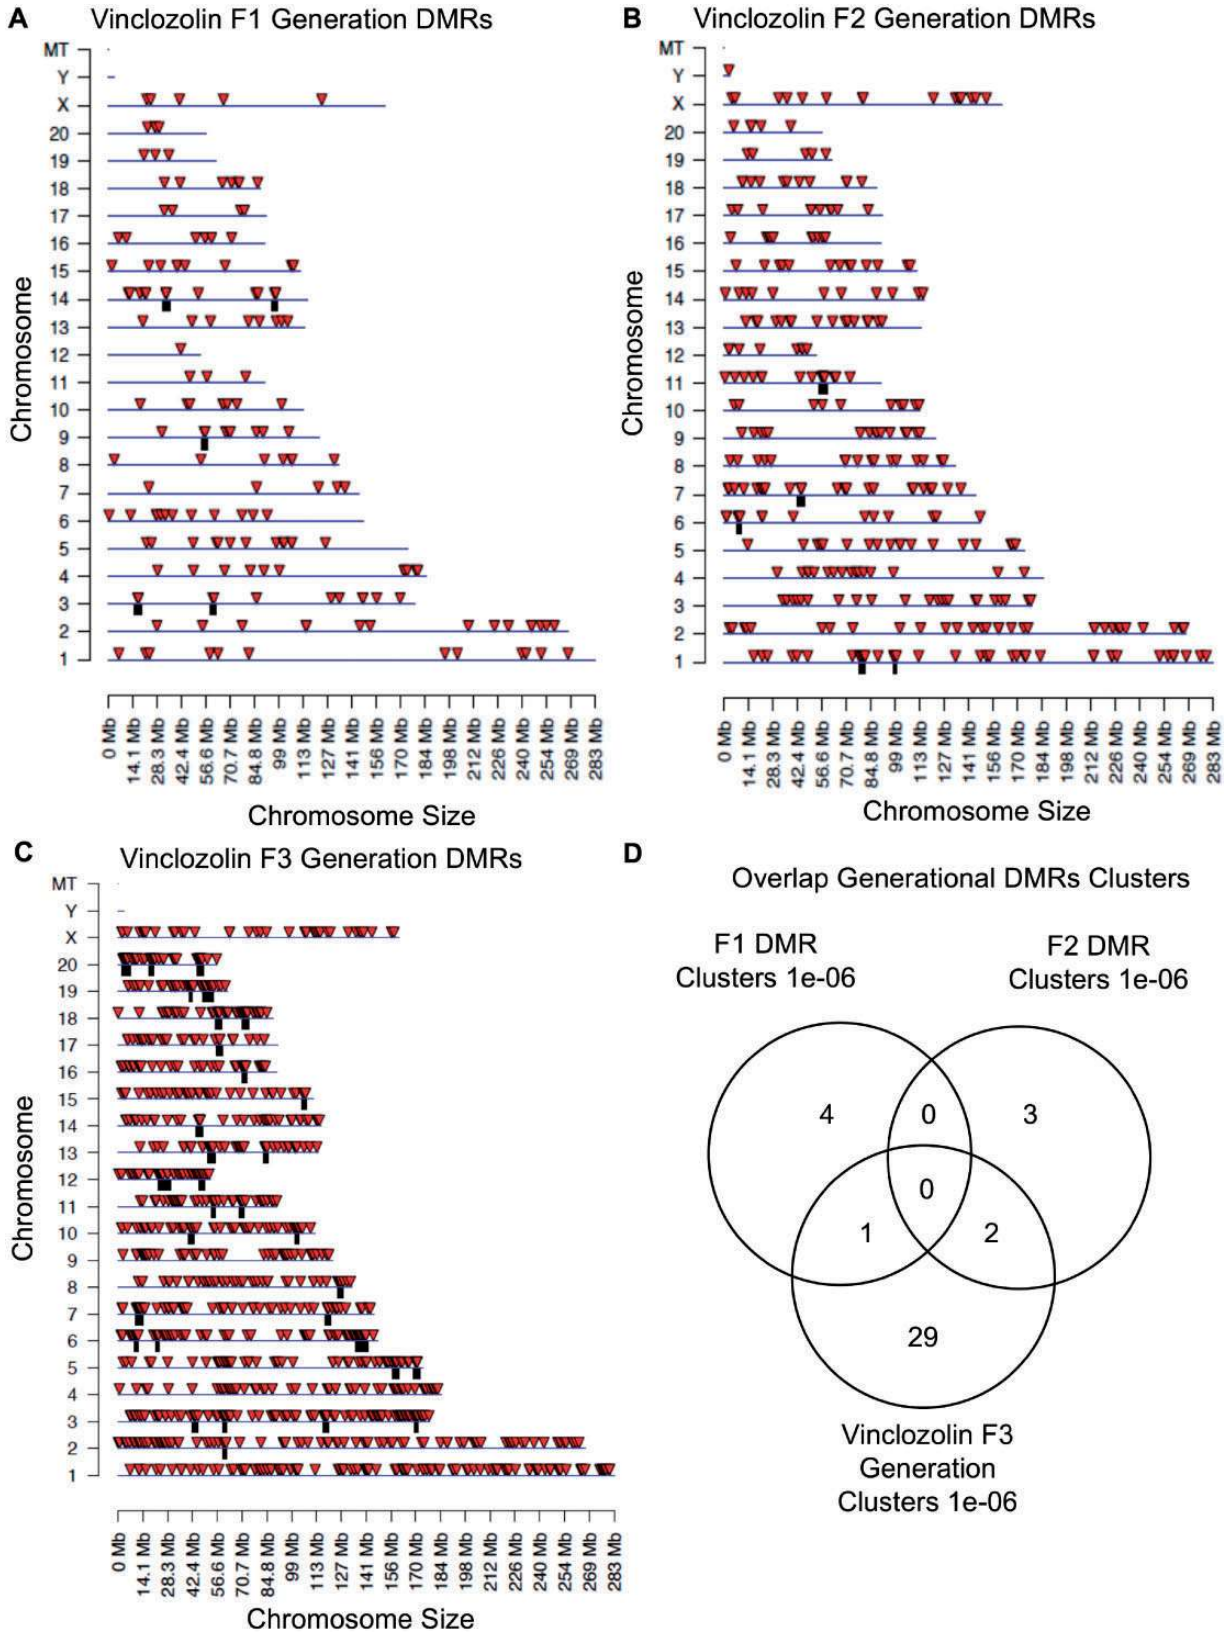 A
Vinclozolin F1 Generation DMRs
MT
Y
X
20
19
18
17
16
15
14
13
12
11
10
9
8
7
6
5
4
3
2
1
Chromosome
0 Mb
14.1 Mb
28.3 Mb
42.4 Mb
56.6 Mb
70.7 Mb
84.8 Mb
99 Mb
113 Mb
127 Mb
141 Mb
156 Mb
170 Mb
184 Mb
198 Mb
212 Mb
226 Mb
240 Mb
254 Mb
269 Mb
283 Mb
Chromosome Size
B
Vinclozolin F2 Generation DMRs
MT
Y
X
20
19
18
17
16
15
14
13
12
11
10
9
8
7
6
5
4
3
2
1
Chromosome
0 Mb
14.1 Mb
28.3 Mb
42.4 Mb
56.6 Mb
70.7 Mb
84.8 Mb
99 Mb
113 Mb
127 Mb
141 Mb
156 Mb
170 Mb
184 Mb
198 Mb
212 Mb
226 Mb
240 Mb
254 Mb
269 Mb
283 Mb
Chromosome Size
C
Vinclozolin F3 Generation DMRs
MT
Y
X
20
19
18
17
16
15
14
13
12
11
10
9
8
7
6
5
4
3
2
1
Chromosome
0 Mb
14.1 Mb
28.3 Mb
42.4 Mb
56.6 Mb
70.7 Mb
84.8 Mb
99 Mb
113 Mb
127 Mb
141 Mb
156 Mb
170 Mb
184 Mb
198 Mb
212 Mb
226 Mb
240 Mb
254 Mb
269 Mb
283 Mb
Chromosome Size
D
Overlap Generational DMRs Clusters
F1 DMR
Clusters 1e-06
F2 DMR
Clusters 1e-06
4
0
3
0
1
2
29
Vinclozolin F3
Generation
Clusters 1e-06